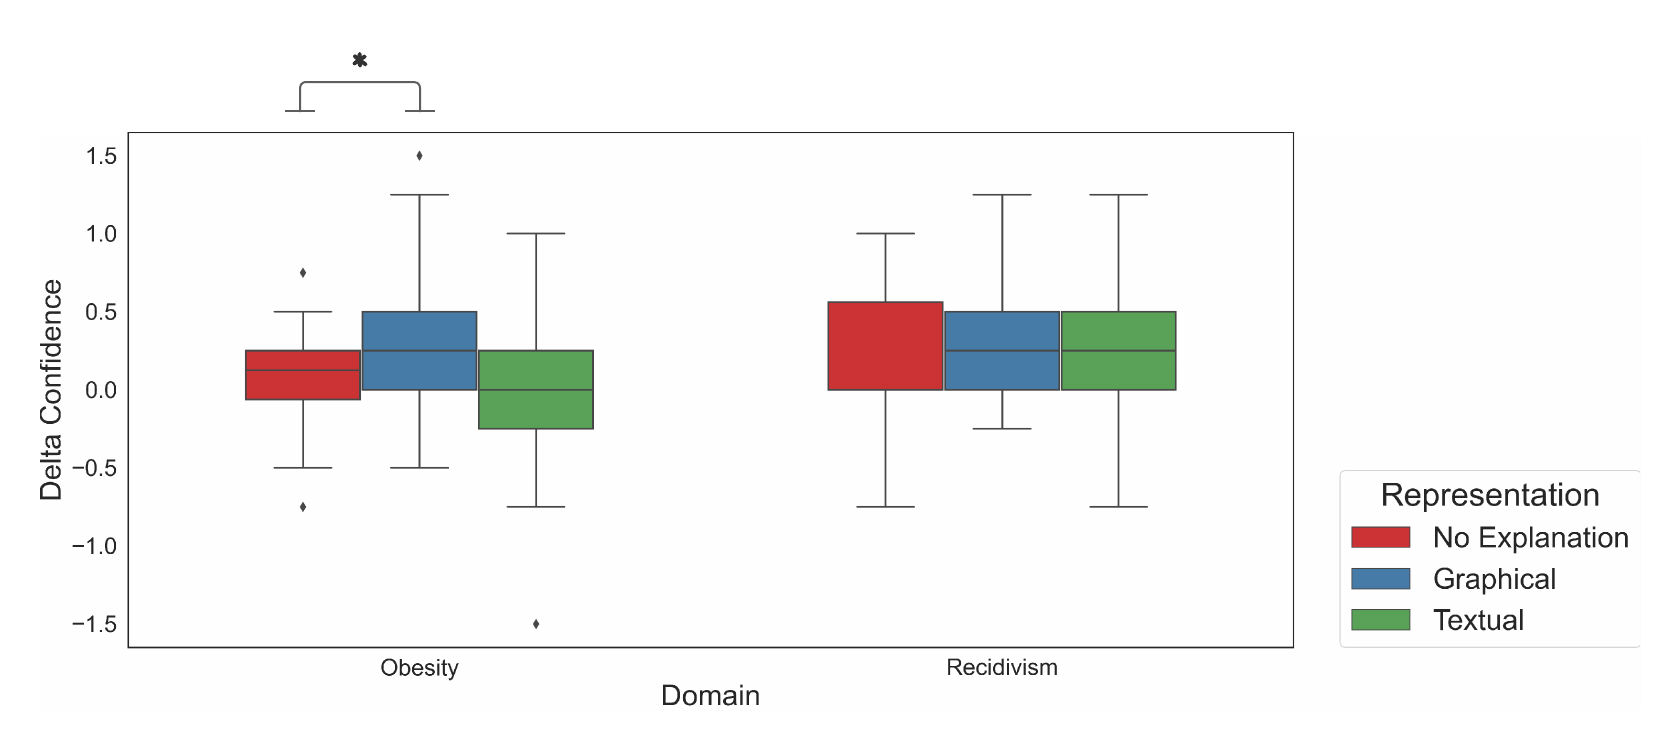 *
1.5
1.0
0.5
0.0
−0.5
−1.0
−1.5
Delta Confidence
Obesity
Recidivism
Domain
Representation
No Explanation
Graphical
Textual